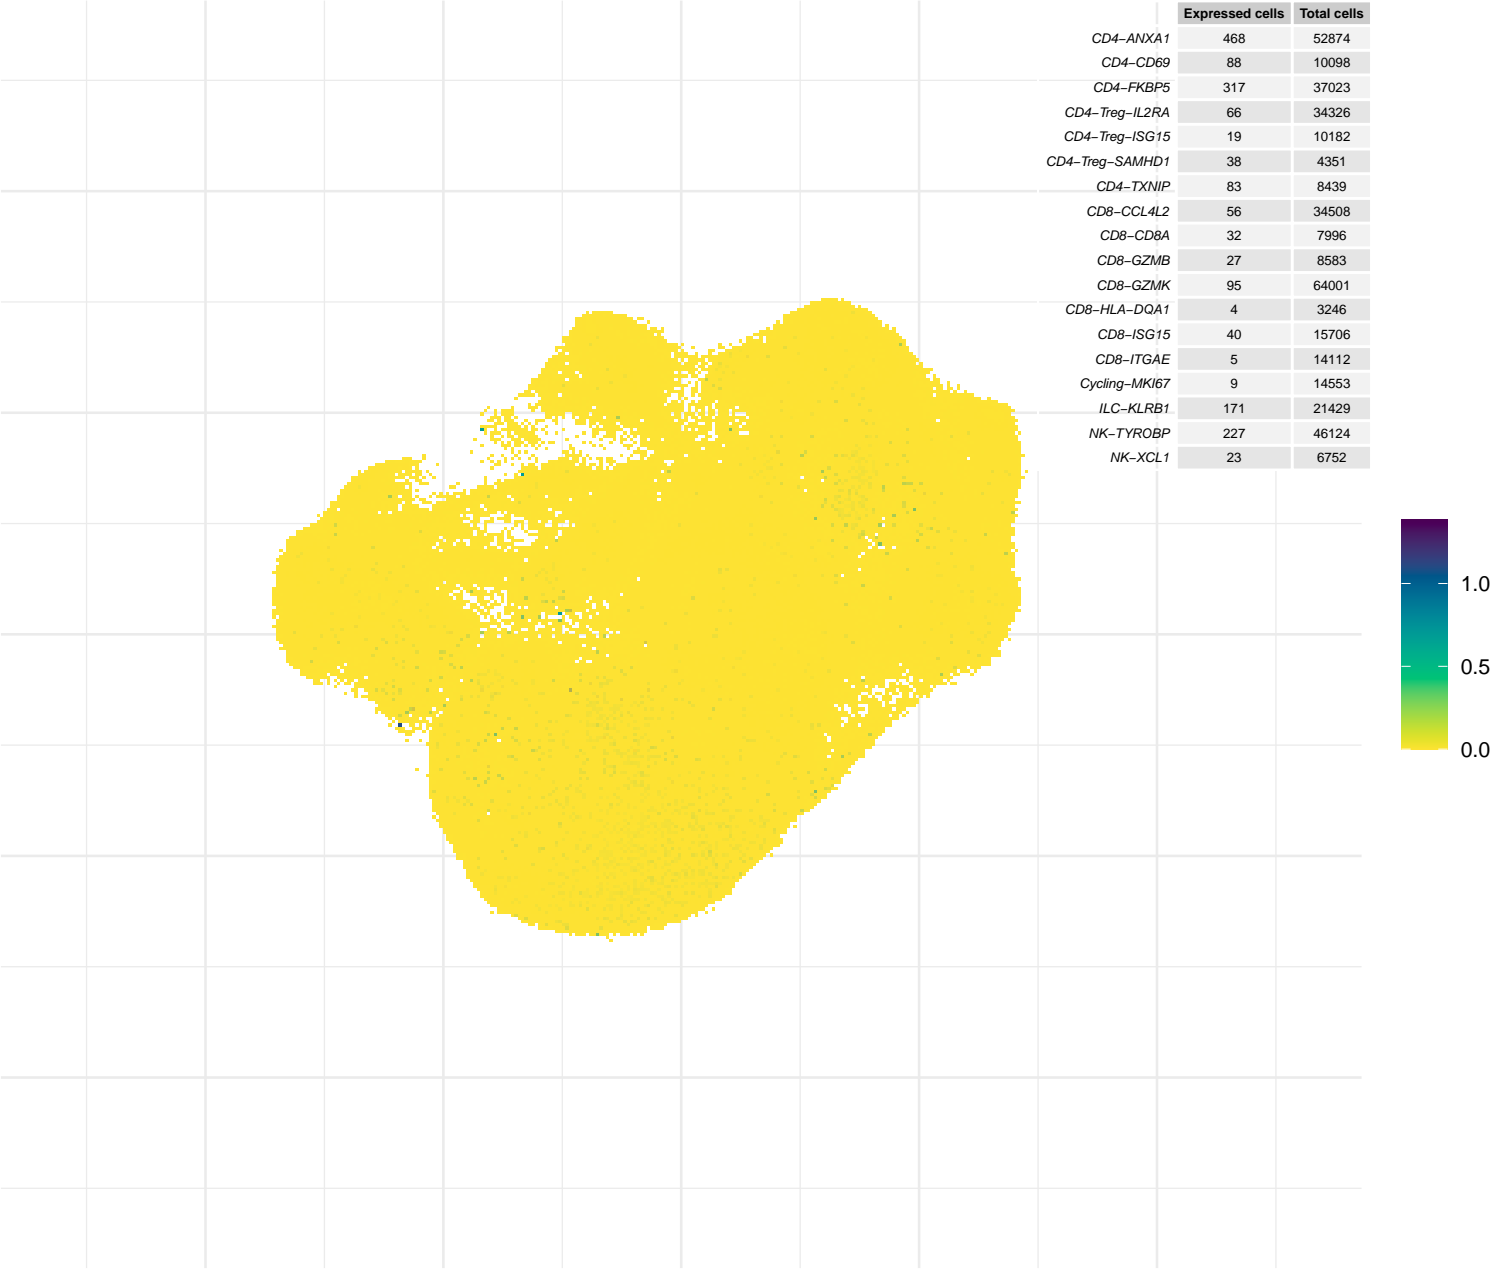 Expressed cells Total cells
CD4−ANXA1 468 52874
CD4−CD69 88 10098
CD4−FKBP5 317 37023
CD4−Treg−IL2RA 66 34326
CD4−Treg−ISG15 19 10182
CD4−Treg−SAMHD1 38 4351
CD4−TXNIP 83 8439
CD8−CCL4L2 56 34508
CD8−CD8A 32 7996
CD8−GZMB 27 8583
CD8−GZMK 95 64001
CD8−HLA−DQA1 4 3246
CD8−ISG15 40 15706
CD8−ITGAE 5 14112
Cycling−MKI67 9 14553
ILC−KLRB1 171 21429
NK−TYROBP 227 46124
NK−XCL1 23 6752
1.0
0.5
0.0